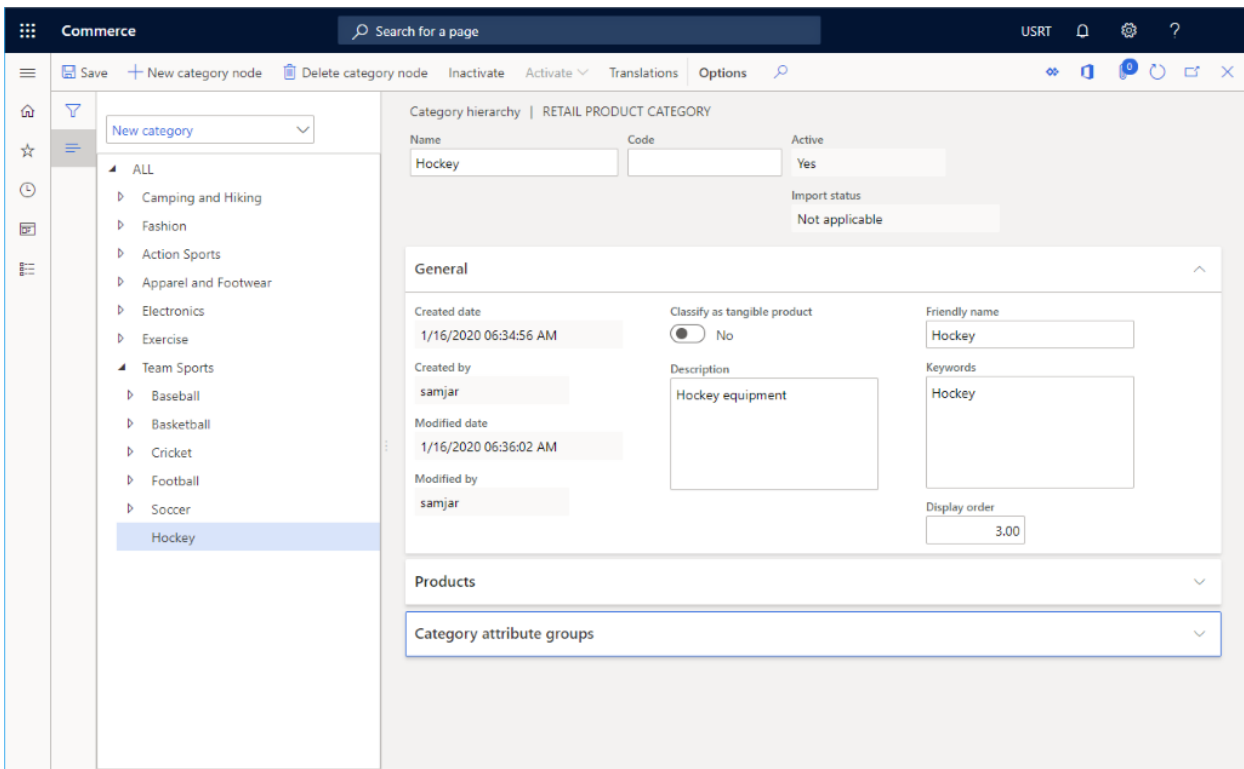 Commerce
Search for a page
USRT
?
Save
New category node
Delete category node
Inactivate
Activate
Translations
Options
0
New category
ALL
Camping and Hiking
Fashion
Action Sports
Apparel and Footwear
Electronics
Exercise
Team Sports
Baseball
Basketball
Cricket
Football
Soccer
Hockey
Category hierarchy | RETAIL PRODUCT CATEGORY
Name
Hockey
Code
Active
Yes
Import status
Not applicable
General
Created date
1/16/2020 06:34:56 AM
Created by
samjar
Modified date
1/16/2020 06:36:02 AM
Modified by
samjar
Classify as tangible product
No
Description
Hockey equipment
Friendly name
Hockey
Keywords
Hockey
Display order
3.00
Products
Category attribute groups